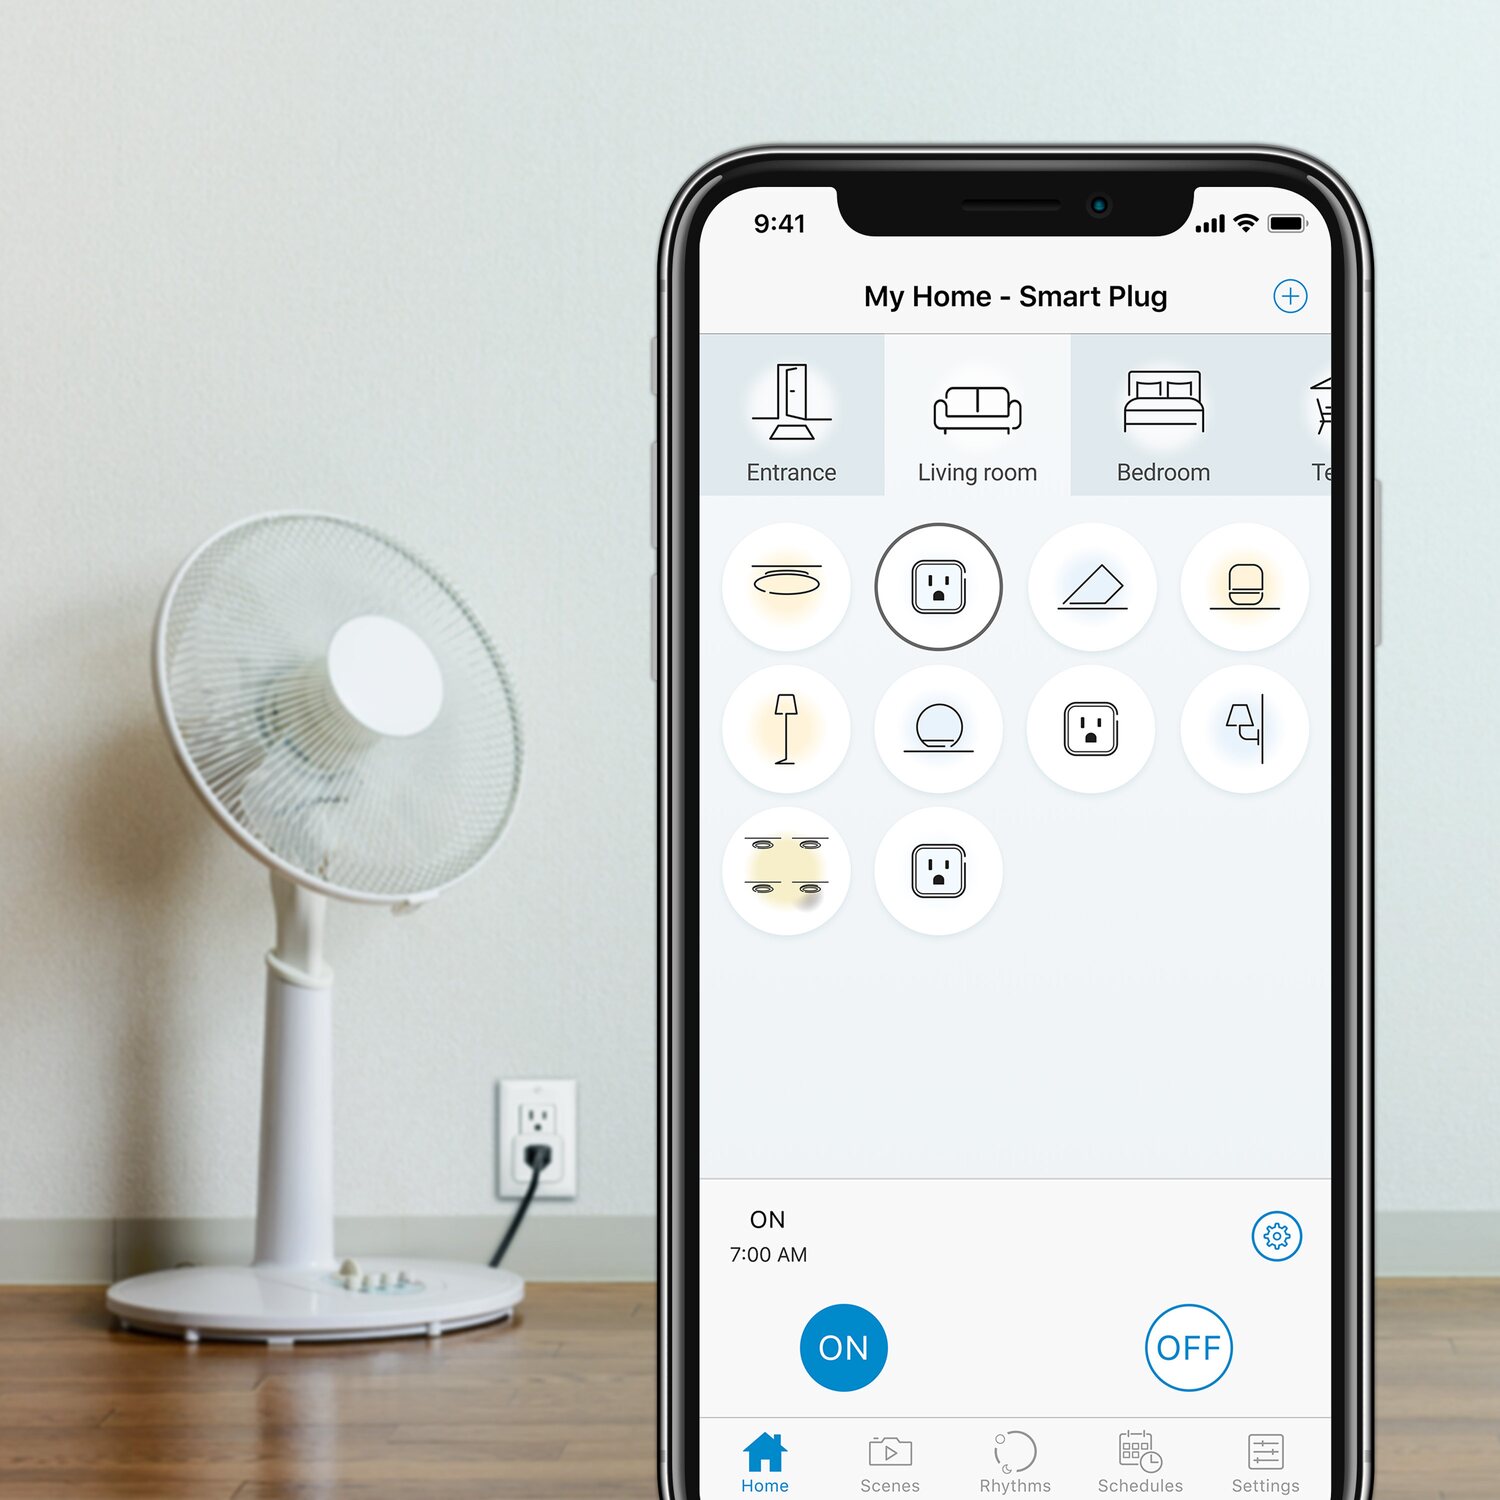 9:41
My Home - Smart Plug
Entrance
Living room
Bedroom
ON
7:00 AM
ON
OFF
Home
Scenes
Rhythms
Schedules
Settings